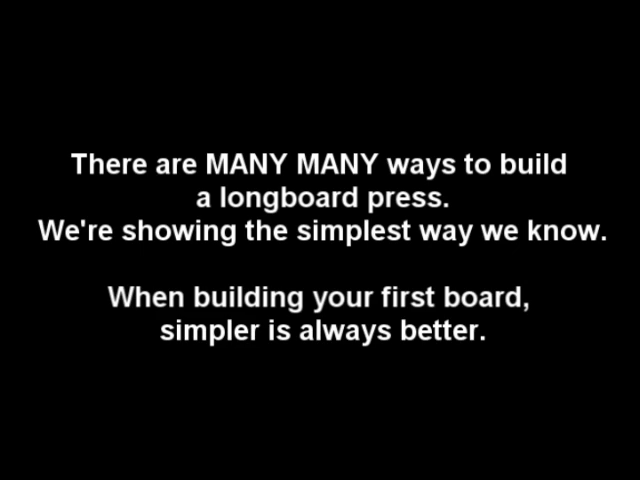 There are MANY MANY ways to build
a longboard press.
We're showing the simplest way we know.
When building your first board,
simpler is always better.